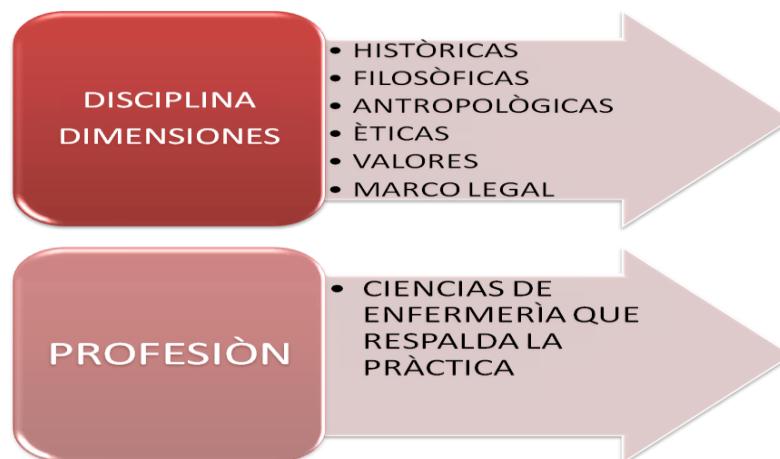 DISCIPLINA
DIMENSIONES
• HISTÒRICAS
• FILOSÒFICAS
• ANTROPOLÒGICAS
• ÈTICAS
• VALORES
• MARCO LEGAL
PROFESIÒN
• CIENCIAS DE
ENFERMERÌA QUE
RESPALDA LA
PRÀCTICA